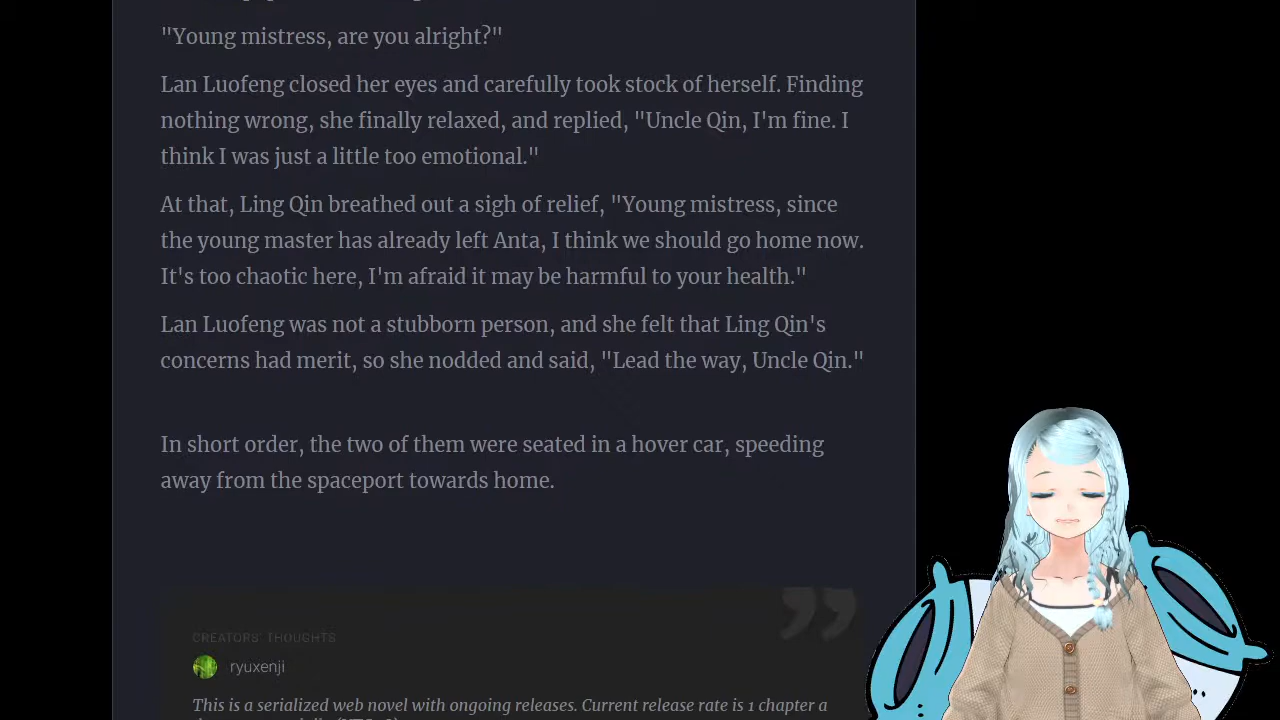 "Young mistress, are you alright?"
Lan Luofeng closed her eyes and carefully took stock of herself. Finding
nothing wrong, she finally relaxed, and replied, "Uncle Qin, I'm fine. I
think I was just a little too emotional."
At that, Ling Qin breathed out a sigh of relief, "Young mistress, since
the young master has already left Anta, I think we should go home now.
It's too chaotic here, I'm afraid it may be harmful to your health."
Lan Luofeng was not a stubborn person, and she felt that Ling Qin's
concerns had merit, so she nodded and said, "Lead the way, Uncle Qin."
In short order, the two of them were seated in a hover car, speeding
away from the spaceport towards home.
CREATORS' THOUGHTS
ryuxenji
This is a serialized web novel with ongoing releases. Current release rate is 1 chapter a